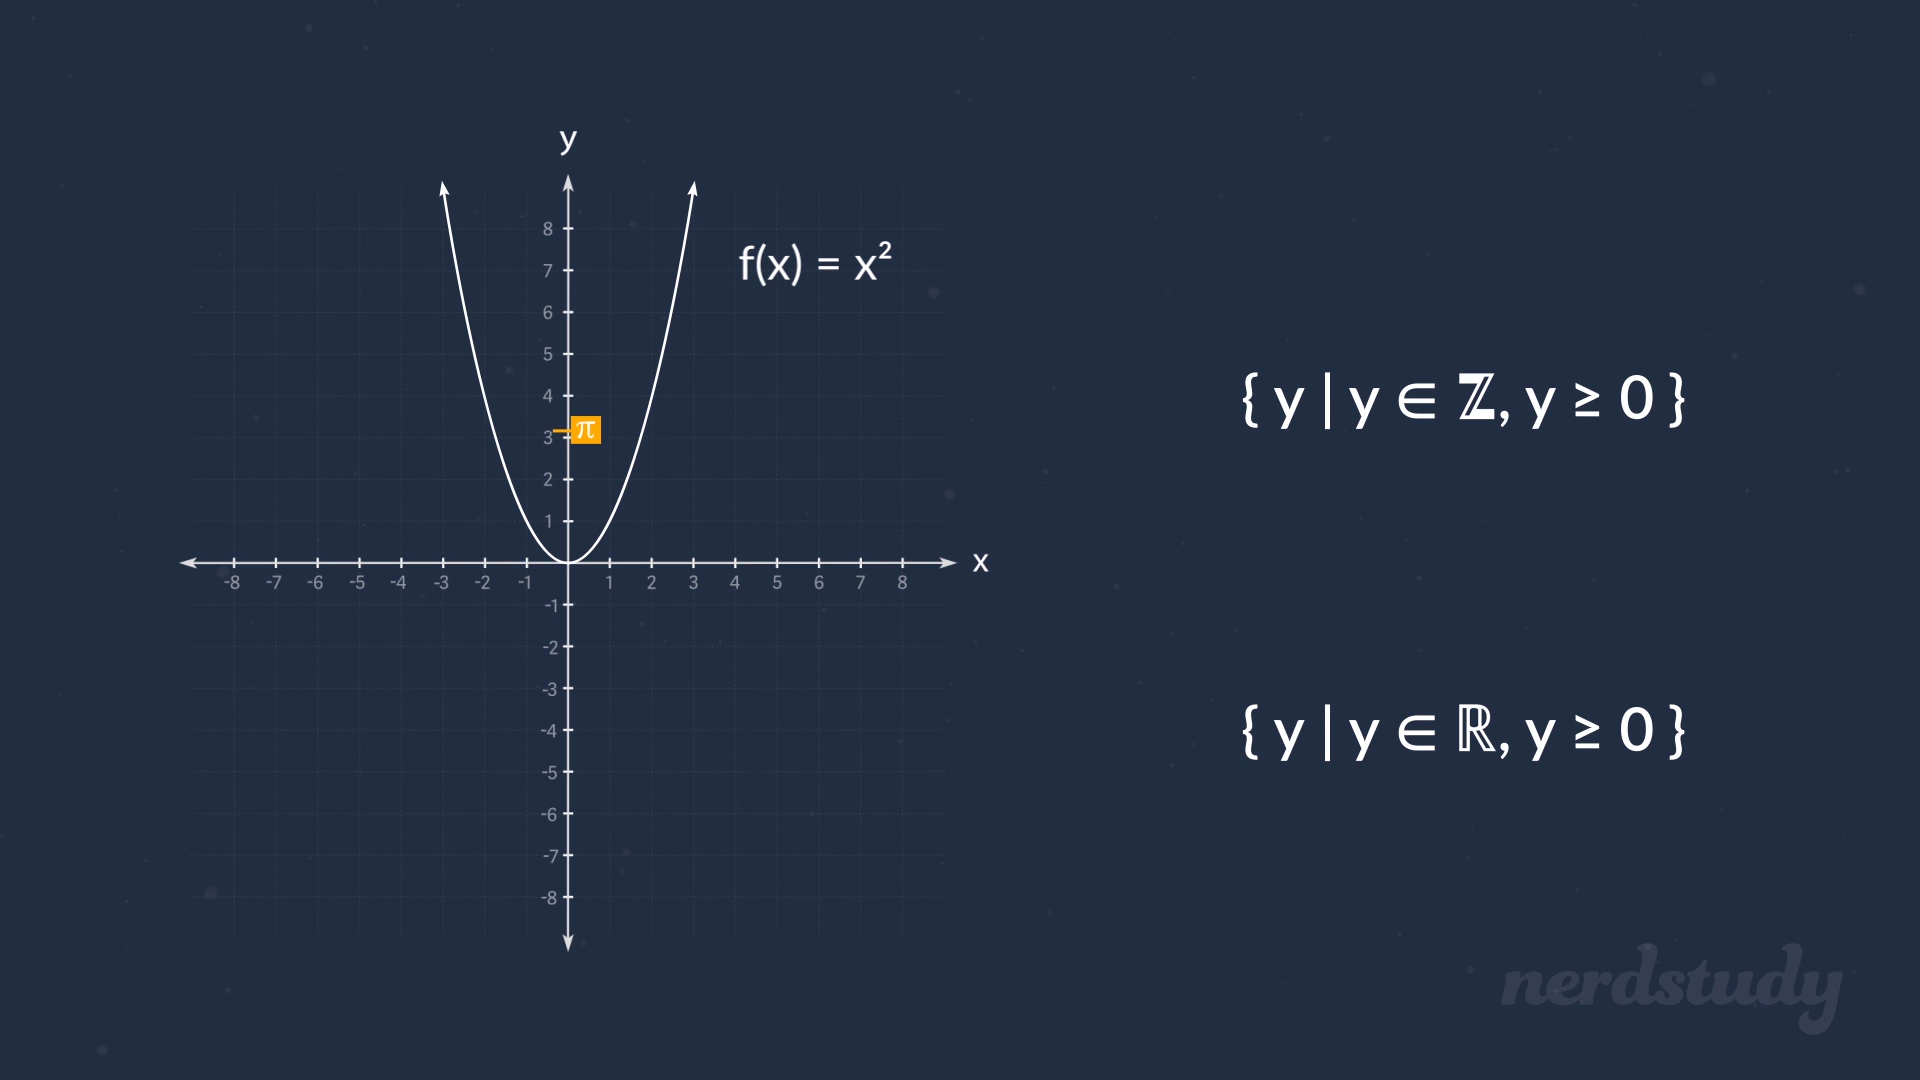 y
8
7
f(x) = x²
6
5
4
π
3
2
1
x
-8 -7 -6 -5 -4 -3 -2 -1 1 2 3 4 5 6 7 8
-1
-2
-3
-4
-5
-6
-7
-8
{ y | y ∈ ℤ, y ≥ 0 }
{ y | y ∈ ℝ, y ≥ 0 }
nerdstudy